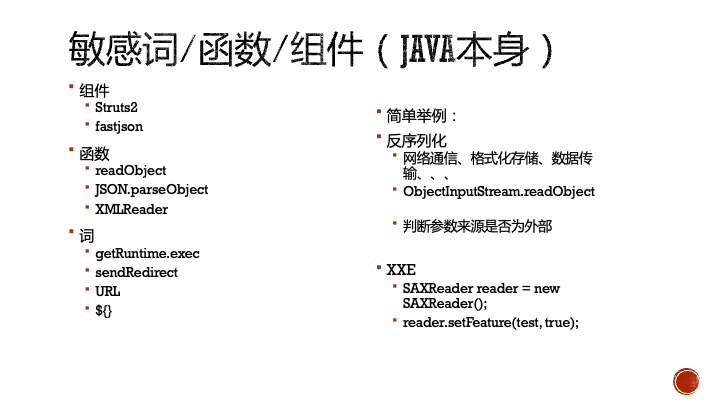 敏感词/函数/组件（JAVA本身）
组件
Struts2
fastjson
函数
readObject
JSON.parseObject
XMLReader
词
getRuntime.exec
sendRedirect
URL
${}
简单举例：
反序列化
网络通信、格式化存储、数据传
输、、、
ObjectInputStream.readObject
判断参数来源是否为外部
XXE
SAXReader reader = new
SAXReader();
reader.setFeature(test, true);